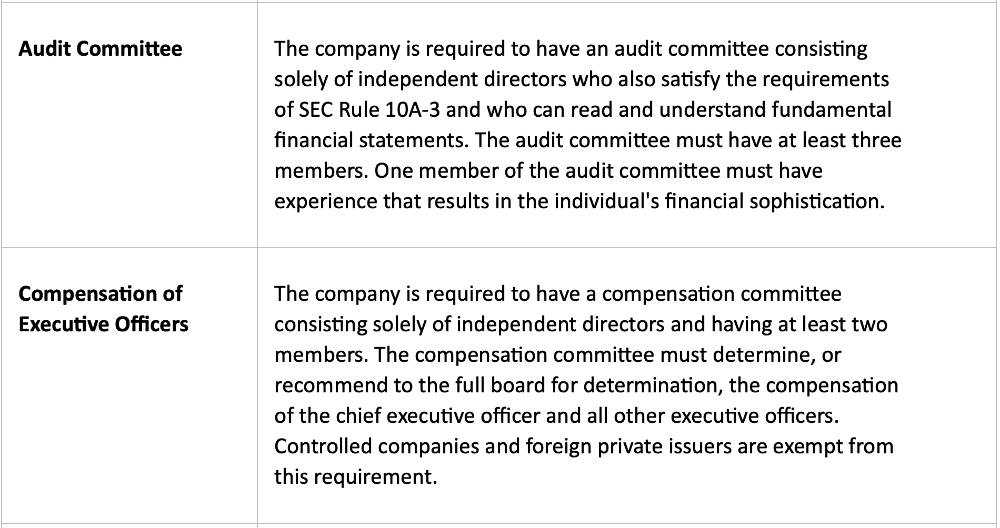 Audit Committee
The company is required to have an audit committee consisting
solely of independent directors who also satisfy the requirements
of SEC Rule 10A-3 and who can read and understand fundamental
financial statements. The audit committee must have at least three
members. One member of the audit committee must have
experience that results in the individual's financial sophistication.
Compensation of
Executive Officers
The company is required to have a compensation committee
consisting solely of independent directors and having at least two
members. The compensation committee must determine, or
recommend to the full board for determination, the compensation
of the chief executive officer and all other executive officers.
Controlled companies and foreign private issuers are exempt from
this requirement.